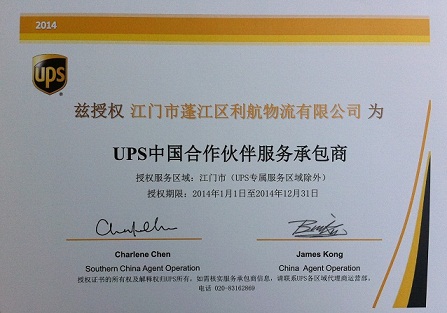 2014
ups
兹授权 江门市蓬江区利航物流有限公司 为
UPS中国合作伙伴服务承包商
授权服务区域：江门市（UPS专属服务区域除外）
授权期限：2014年1月1日至2014年12月31日
Charlene Chen
James Kong
Southern China Agent Operation
China Agent Operation
授权证书的所有权及解释权归UPS所有。如需核实服务承包商信息，请联系UPS各区域代理商运营部。
电话 020-83162869